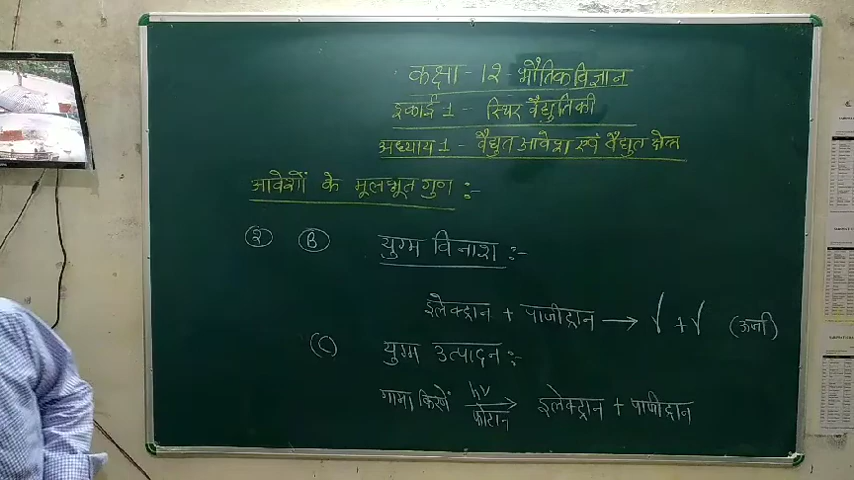 कक्षा - 12 - भौतिक विज्ञान
इकाई 1 - स्थिर वैद्युतिकी
अध्याय 1 - वैद्युत आवेश एवं वैद्युत क्षेत्र
आवेशों के मूलभूत गुण :-
2 B युग्म विनाश :-
इलेक्ट्रान + पाजीट्रान → γ + γ (ऊर्जा)
(C) युग्म उत्पादन :-
गामा किरणें hν फोटान → इलेक्ट्रान + पाजीट्रान